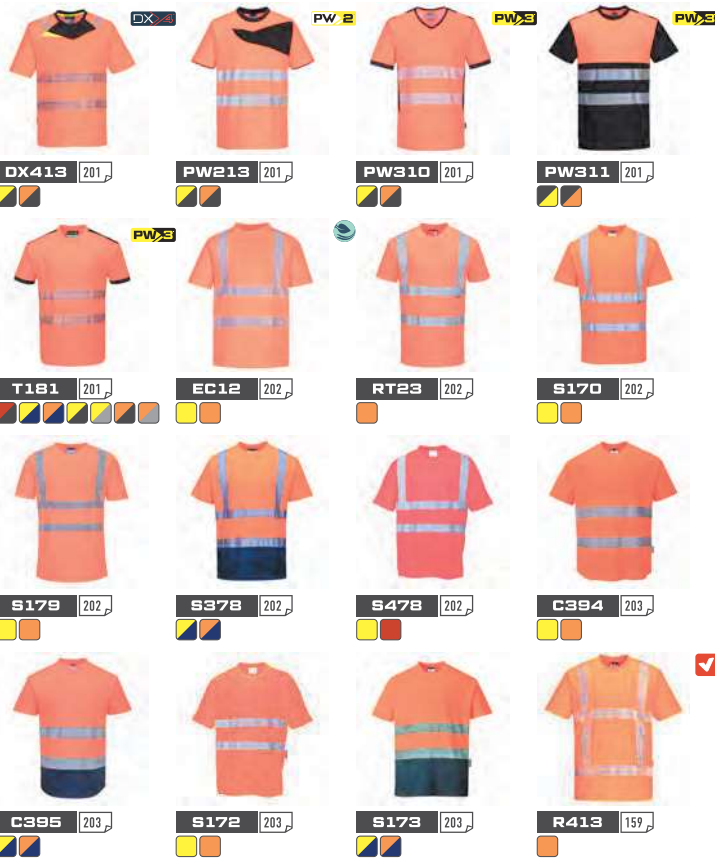 DX4 PW2 PW3 PW3
DX413 201 PW213 201 PW310 201 PW311 201
PW3
T181 201 EC12 202 RT23 202 S170 202
S179 202 S378 202 S478 202 C394 203
C395 203 S172 203 S173 203 R413 159